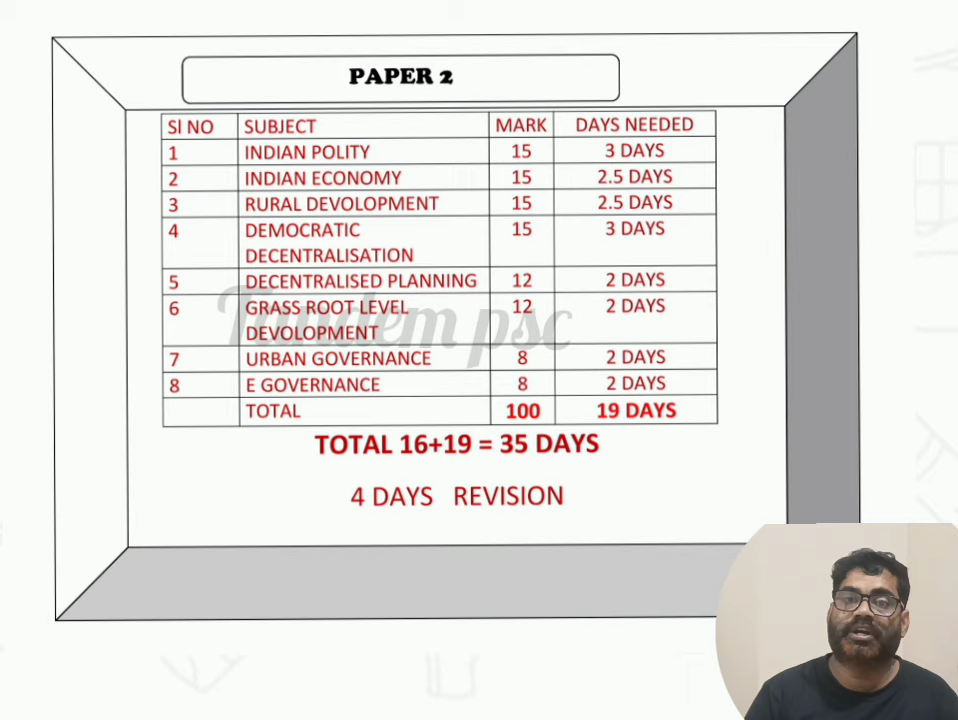 PAPER 2
Sl NO SUBJECT MARK DAYS NEEDED
1 INDIAN POLITY 15 3 DAYS
2 INDIAN ECONOMY 15 2.5 DAYS
3 RURAL DEVOLOPMENT 15 2.5 DAYS
4 DEMOCRATIC 15 3 DAYS
DECENTRALISATION
5 DECENTRALISED PLANNING 12 2 DAYS
6 GRASS ROOT LEVEL 12 2 DAYS
DEVOLOPMENT
Tandem psc
7 URBAN GOVERNANCE 8 2 DAYS
8 E GOVERNANCE 8 2 DAYS
TOTAL 100 19 DAYS
TOTAL 16+19 = 35 DAYS
4 DAYS REVISION